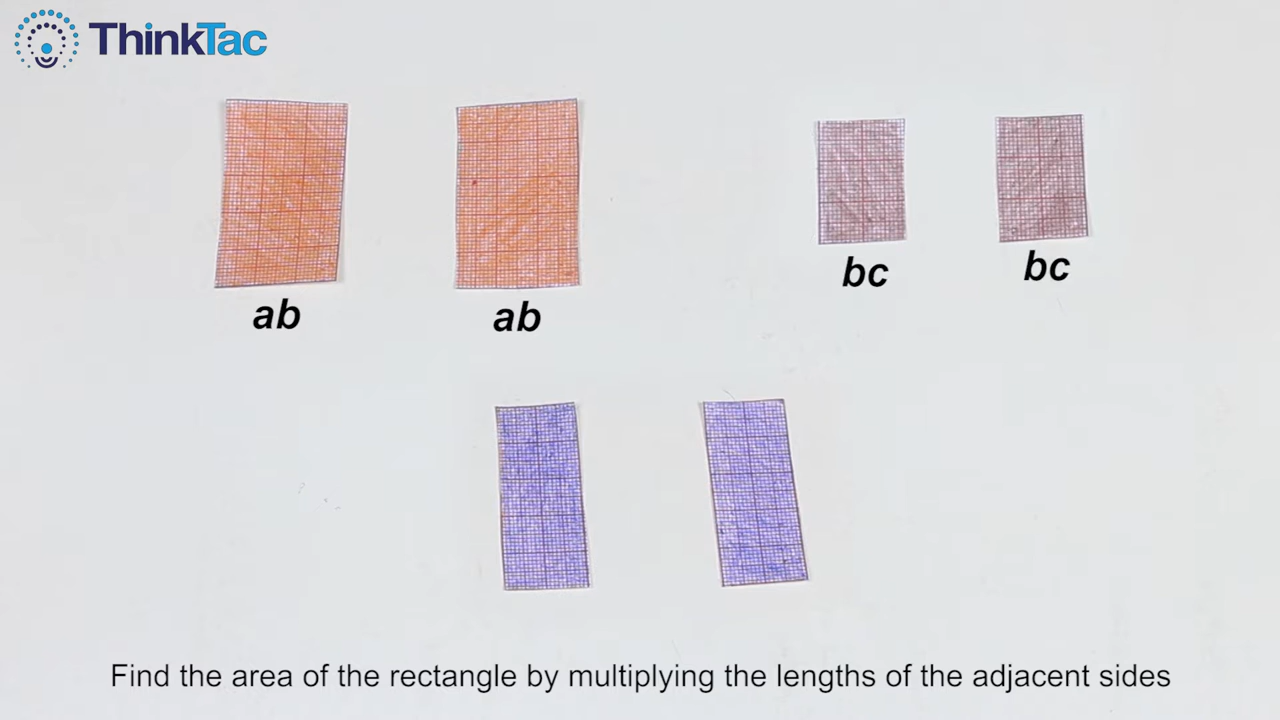 ThinkTac
ab
ab
bc
bc
Find the area of the rectangle by multiplying the lengths of the adjacent sides